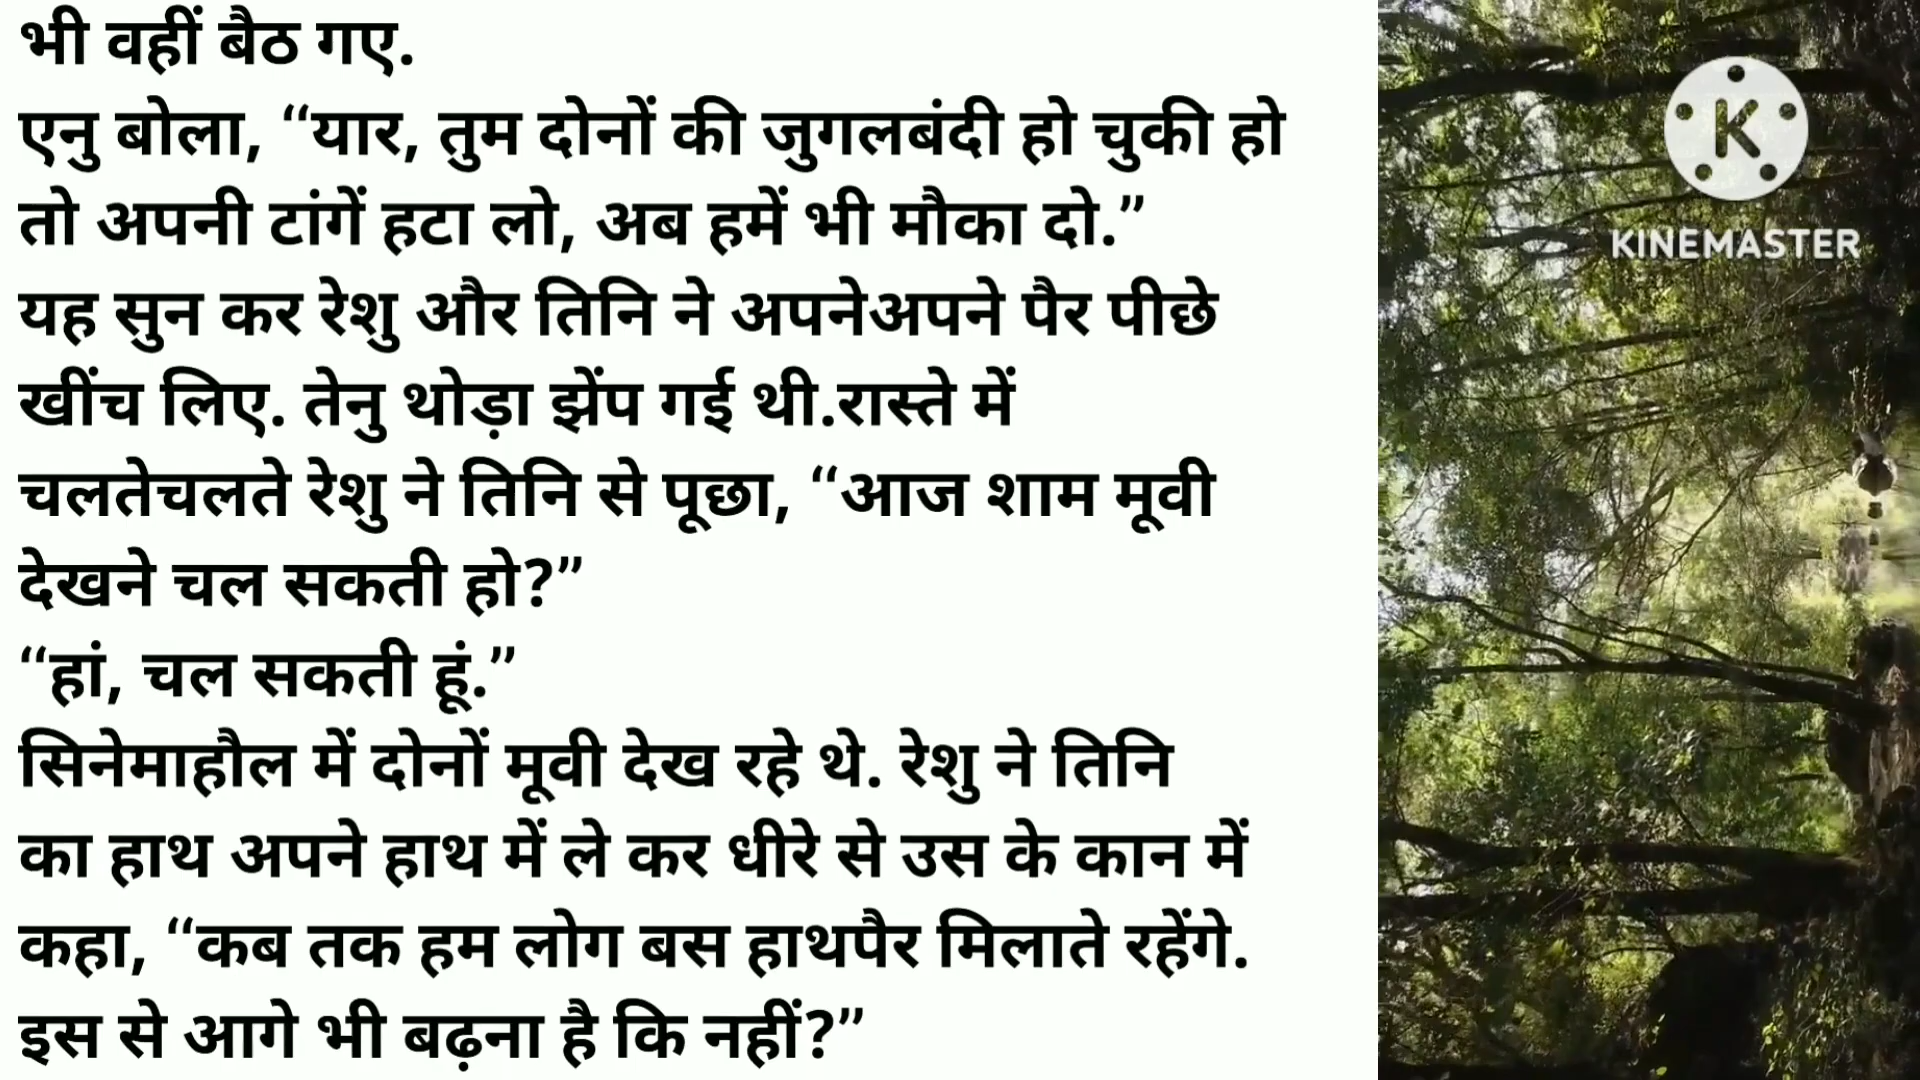 भी वहीं बैठ गए.
एनु बोला, “यार, तुम दोनों की जुगलबंदी हो चुकी हो
तो अपनी टांगें हटा लो, अब हमें भी मौका दो.”
यह सुन कर रेशु और तिनि ने अपनेअपने पैर पीछे
खींच लिए. तेनु थोड़ा झेंप गई थी.रास्ते में
चलतेचलते रेशु ने तिनि से पूछा, “आज शाम मूवी
देखने चल सकती हो?”
“हां, चल सकती हूं.”
सिनेमाहौल में दोनों मूवी देख रहे थे. रेशु ने तिनि
का हाथ अपने हाथ में ले कर धीरे से उस के कान में
कहा, “कब तक हम लोग बस हाथपैर मिलाते रहेंगे.
इस से आगे भी बढ़ना है कि नहीं?”
K
KINEMASTER